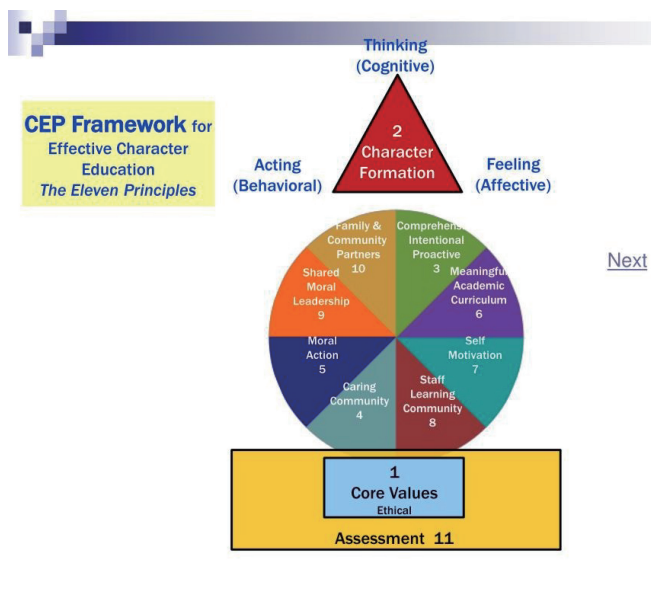 Thinking
(Cognitive)
CEP Framework for
Effective Character
Education
The Eleven Principles
2
Character
Formation
Acting
(Behavioral)
Feeling
(Affective)
Family &
Community
Partners
10
Comprehens
Intentional
Proactive
3
Meaningfu
Academic
Curriculum
6
Next
Shared
Moral
Leadership
9
Moral
Action
5
Self
Motivation
7
Caring
Community
4
Staff
Learning
Community
8
1
Core Values
Ethical
Assessment 11